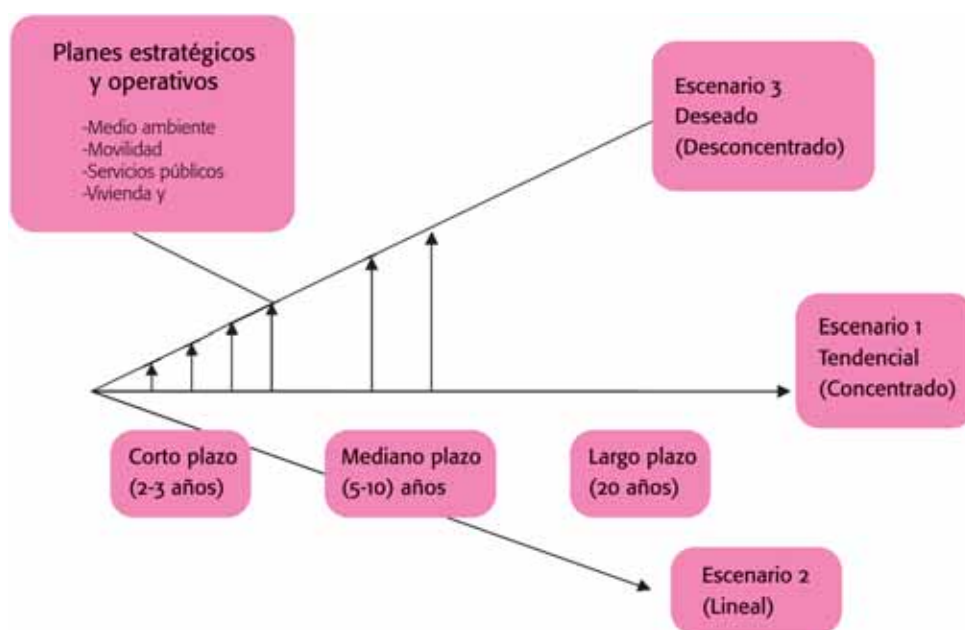 Planes estratégicos
y operativos
-Medio ambiente
-Movilidad
-Servicios públicos
-Vivienda y
Escenario 3
Deseado
(Desconcentrado)
Escenario 1
Tendencial
(Concentrado)
Corto plazo
(2-3 años)
Mediano plazo
(5-10) años
Largo plazo
(20 años)
Escenario 2
(Lineal)